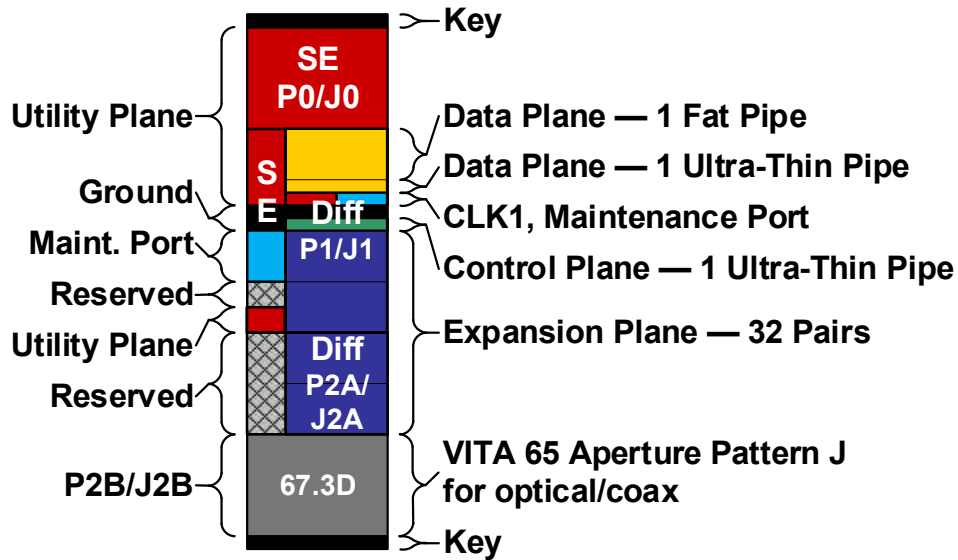 Key
SE
P0/J0
Utility Plane
Data Plane — 1 Fat Pipe
Data Plane — 1 Ultra-Thin Pipe
S
E
Ground
Diff
CLK1, Maintenance Port
Maint. Port
P1/J1
Control Plane — 1 Ultra-Thin Pipe
Reserved
Utility Plane
Expansion Plane — 32 Pairs
Diff
Reserved
P2A/
J2A
P2B/J2B
67.3D
VITA 65 Aperture Pattern J
for optical/coax
Key